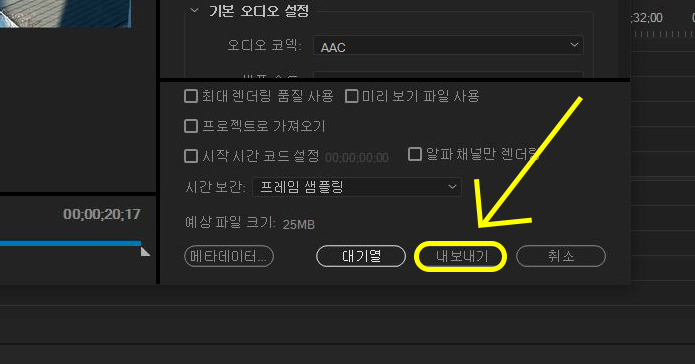 기본 오디오 설정
;32;00
오디오 코덱: AAC
최대 렌더링 품질 사용 미리 보기 파일 사용
프로젝트로 가져오기
시작 시간 코드 설정 00;00;00;00 알파 채널만 렌더링
시간 보간: 프레임 샘플링
00;00;20;17
예상 파일 크기: 25MB
메타데이터... 대기열 내보내기 취소